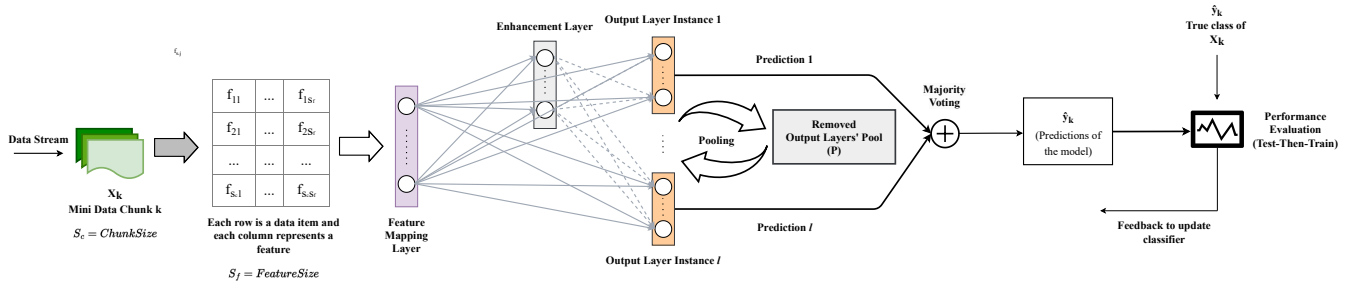 Data Stream
X_k
Mini Data Chunk k
S_c = ChunkSize
f_11 ... f_1S_f
f_21 ... f_2S_f
... ... ...
f_S_c1 ... f_S_cS_f
Each row is a data item and
each column represents a
feature
S_f = FeatureSize
Feature
Mapping
Layer
Enhancement Layer
Output Layer Instance 1
Output Layer Instance l
Prediction 1
Pooling
Removed
Output Layers' Pool
(P)
Prediction l
Majority
Voting
ŷ_k
(Predictions of
the model)
ŷ_k
True class of
X_k
Performance
Evaluation
(Test-Then-Train)
Feedback to update
classifier